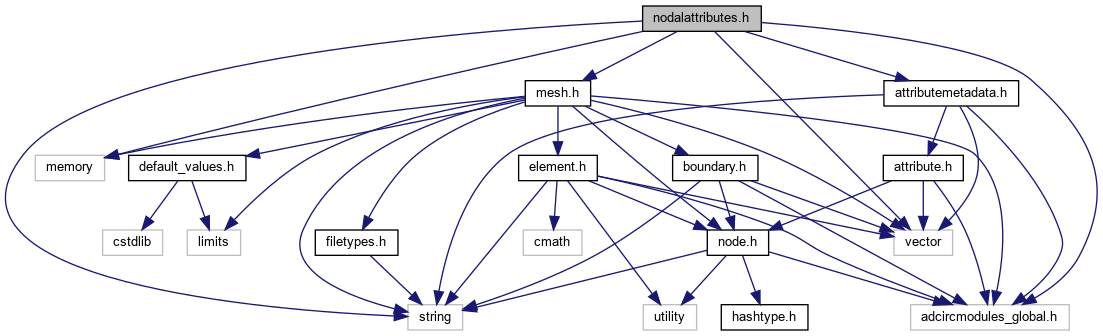 nodalattributes.h
mesh.h
attributemetadata.h
memory
default_values.h
element.h
boundary.h
attribute.h
cstdlib
limits
filetypes.h
cmath
node.h
vector
string
utility
hashtype.h
adcircmodules_global.h